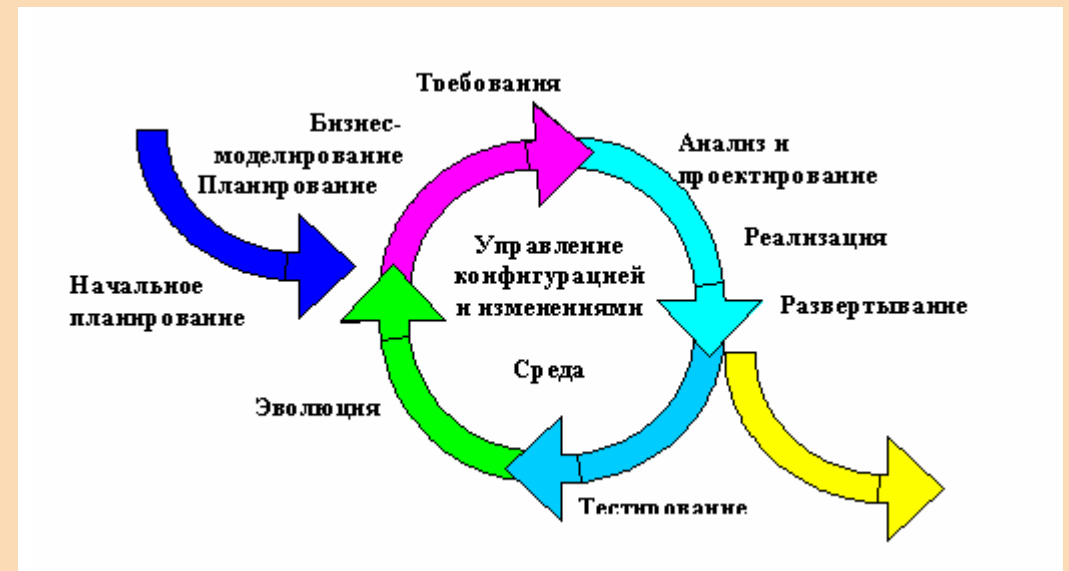 Требования
Бизнес-
моделирование
Планирование
Анализ и
проектирование
Управление
конфигурацией
и изменениями
Реализация
Начальное
планирование
Развертывание
Среда
Эволюция
Тестирование